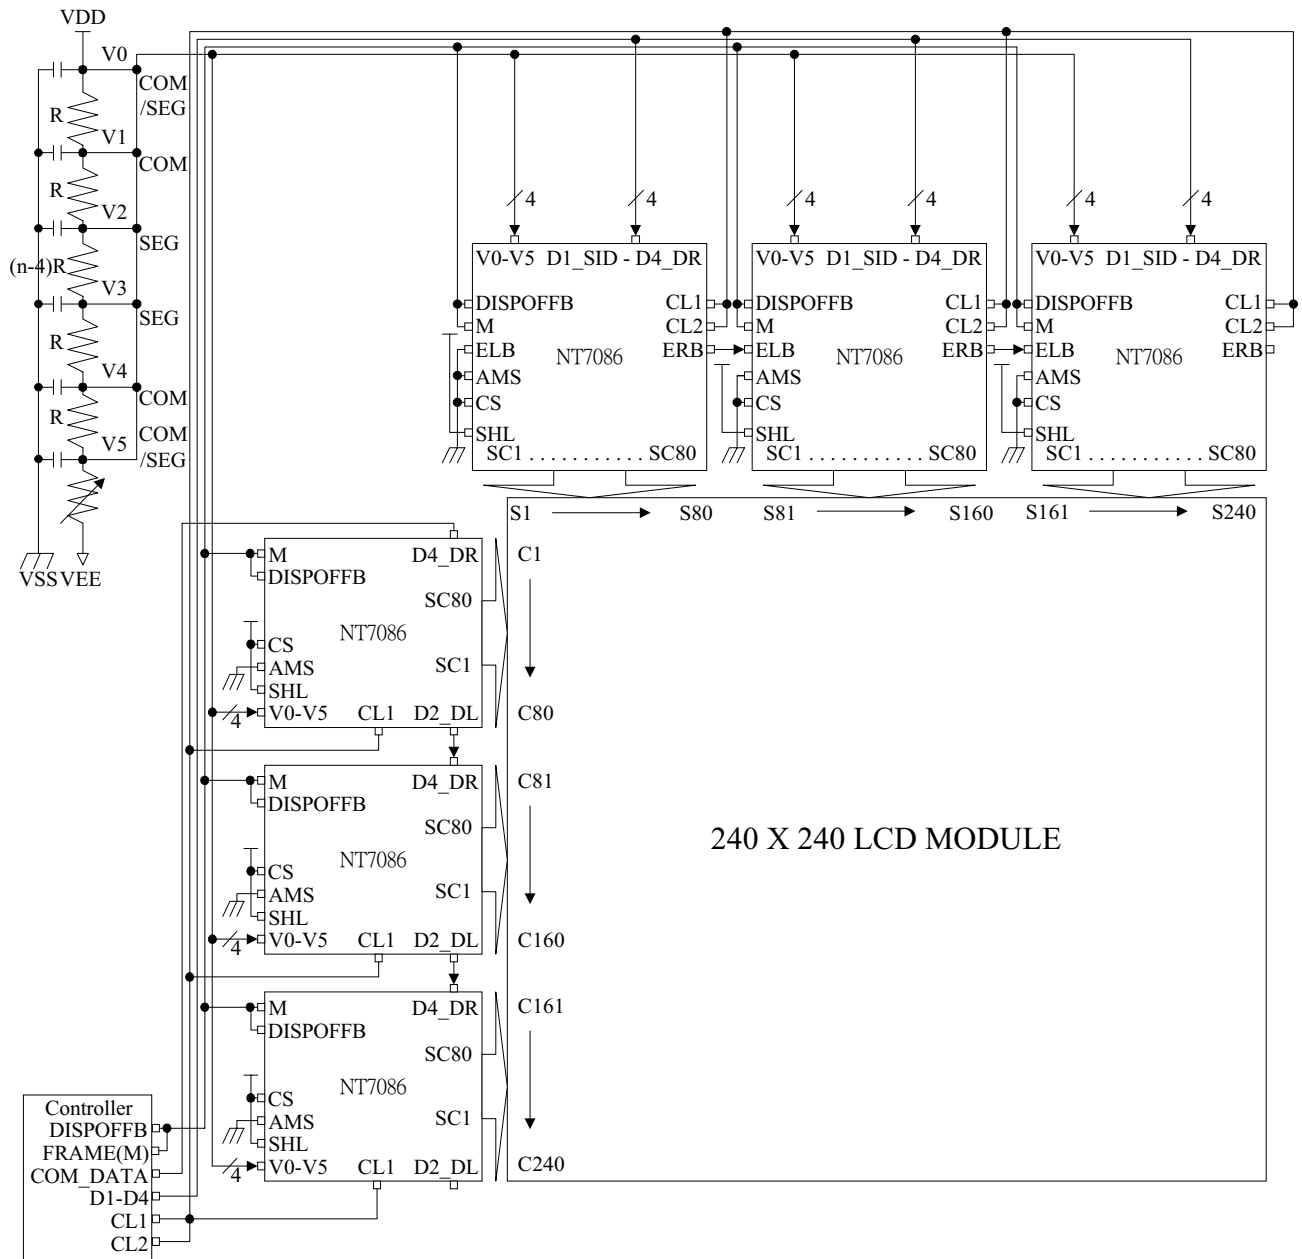 VDD
V0
COM
/SEG
R
V1
COM
R
V2
SEG
(n-4)R
V3
SEG
R
V4
COM
R
V5
COM
/SEG
VSS VEE
4 4 4 4 4 4
V0-V5 D1_SID - D4_DR
DISPOFFB CL1
M CL2
ELB ERB
NT7086
AMS
CS
SHL
SC1 . . . . . . . . . . . SC80
V0-V5 D1_SID - D4_DR
DISPOFFB CL1
M CL2
ELB ERB
NT7086
AMS
CS
SHL
SC1 . . . . . . . . . . . SC80
V0-V5 D1_SID - D4_DR
DISPOFFB CL1
M CL2
ELB ERB
NT7086
AMS
CS
SHL
SC1 . . . . . . . . . . . SC80
S1 S80 S81 S160 S161 S240
M D4_DR
DISPOFFB
SC80
NT7086
CS
SC1
AMS
SHL
4 V0-V5 CL1 D2_DL
C1
C80
M D4_DR
DISPOFFB
SC80
NT7086
CS
SC1
AMS
SHL
4 V0-V5 CL1 D2_DL
C81
C160
240 X 240 LCD MODULE
M D4_DR
DISPOFFB
SC80
NT7086
CS
SC1
AMS
SHL
4 V0-V5 CL1 D2_DL
C161
C240
Controller
DISPOFFB
FRAME(M)
COM_DATA
D1-D4
CL1
CL2